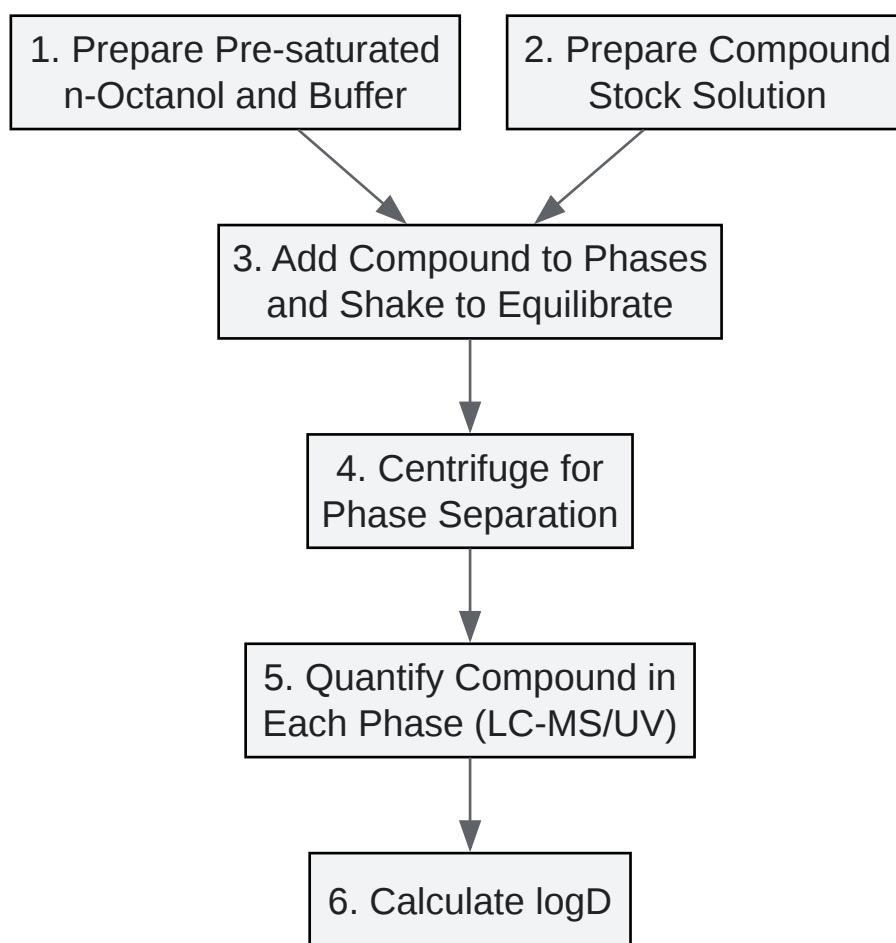 1. Prepare Pre-saturated
n-Octanol and Buffer
2. Prepare Compound
Stock Solution
3. Add Compound to Phases
and Shake to Equilibrate
4. Centrifuge for
Phase Separation
5. Quantify Compound in
Each Phase (LC-MS/UV)
6. Calculate logD